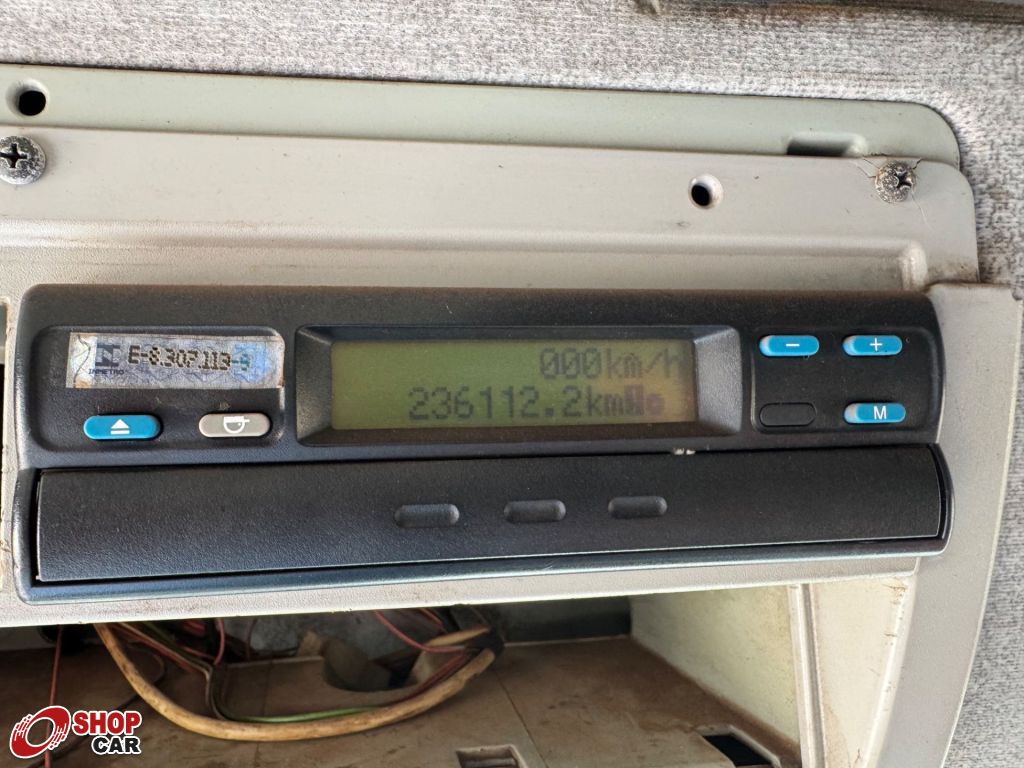 INMETRO
E-8.307.113-9
000km/h
236112.2km
-
+
M
SHOP
CAR